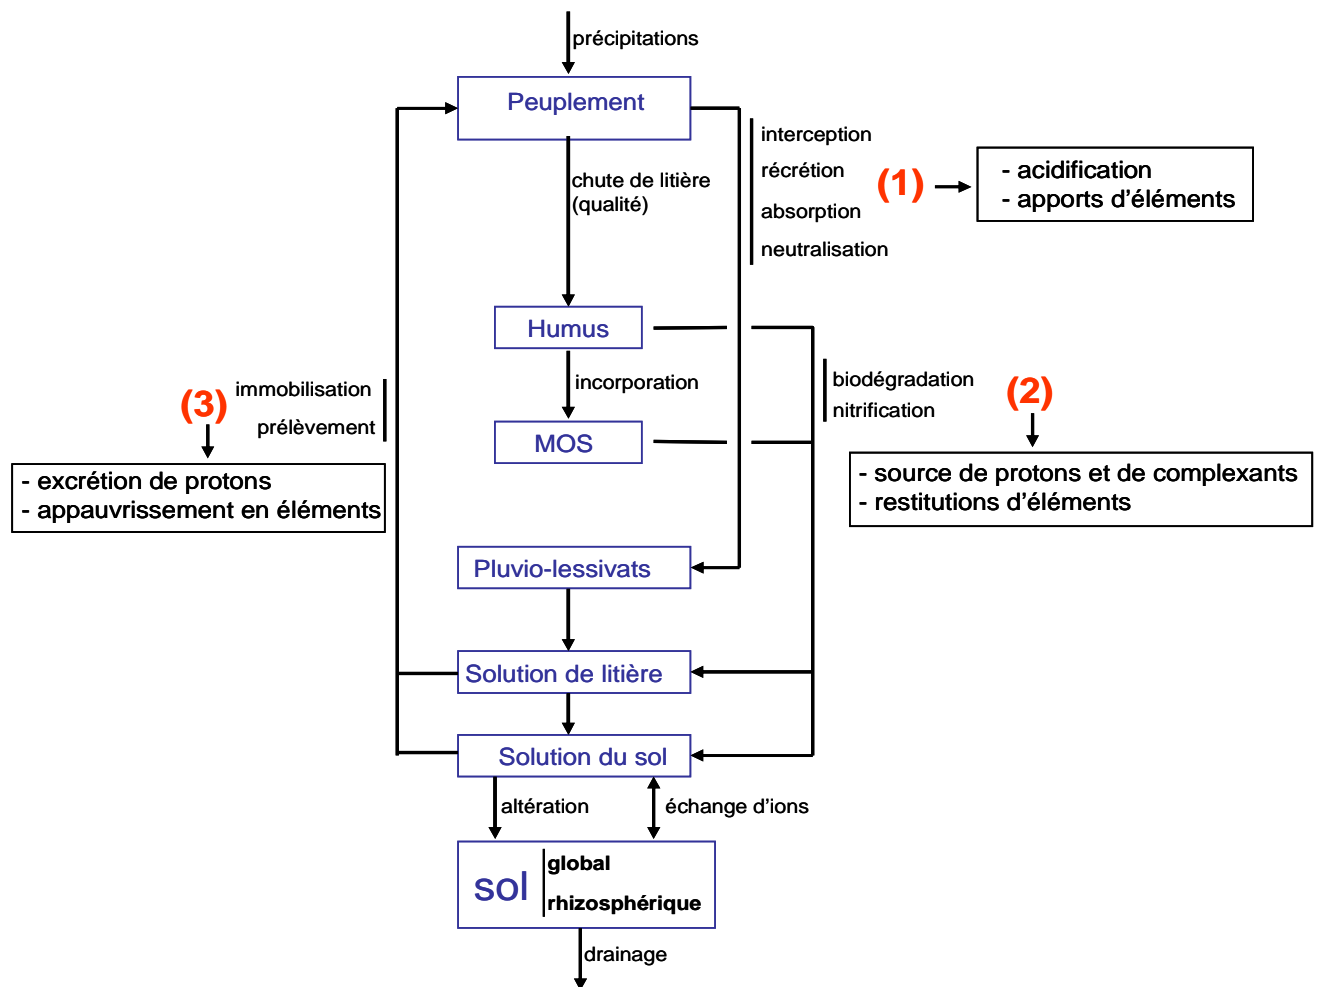 précipitations
Peuplement
interception
récrétion
absorption
neutralisation
(1)
- acidification
- apports d'éléments
chute de litière
(qualité)
Humus
incorporation
MOS
biodégradation
nitrification
(2)
- source de protons et de complexants
- restitutions d'éléments
immobilisation
prélèvement
(3)
- excrétion de protons
- appauvrissement en éléments
Pluvio-lessivats
Solution de litière
Solution du sol
altération
échange d'ions
sol
global
rhizosphérique
drainage